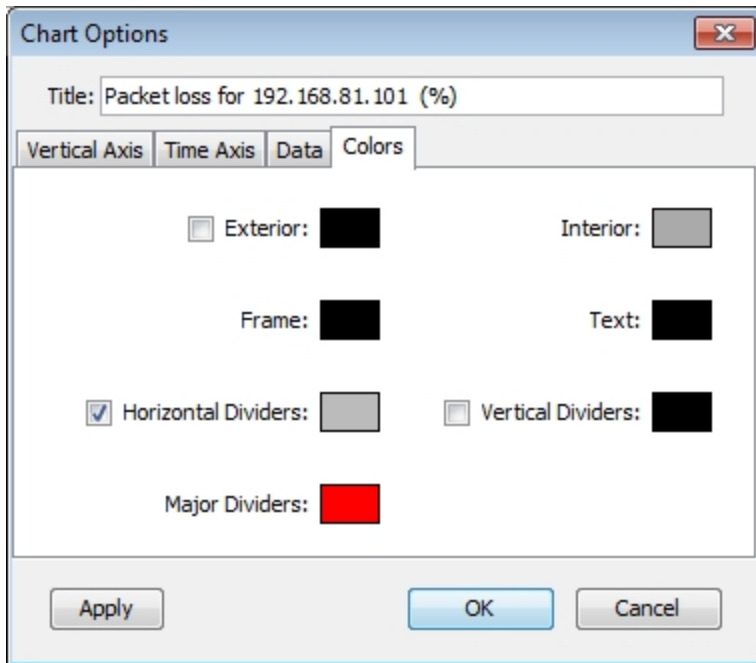 Chart Options
Title: Packet loss for 192.168.81.101 (%)
Vertical Axis Time Axis Data Colors
Exterior: Interior:
Frame: Text:
Horizontal Dividers: Vertical Dividers:
Major Dividers:
Apply OK Cancel